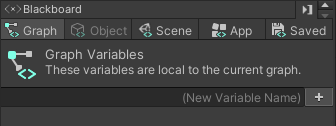 Blackboard
Graph Object Scene App Saved
Graph Variables
These variables are local to the current graph.
(New Variable Name)